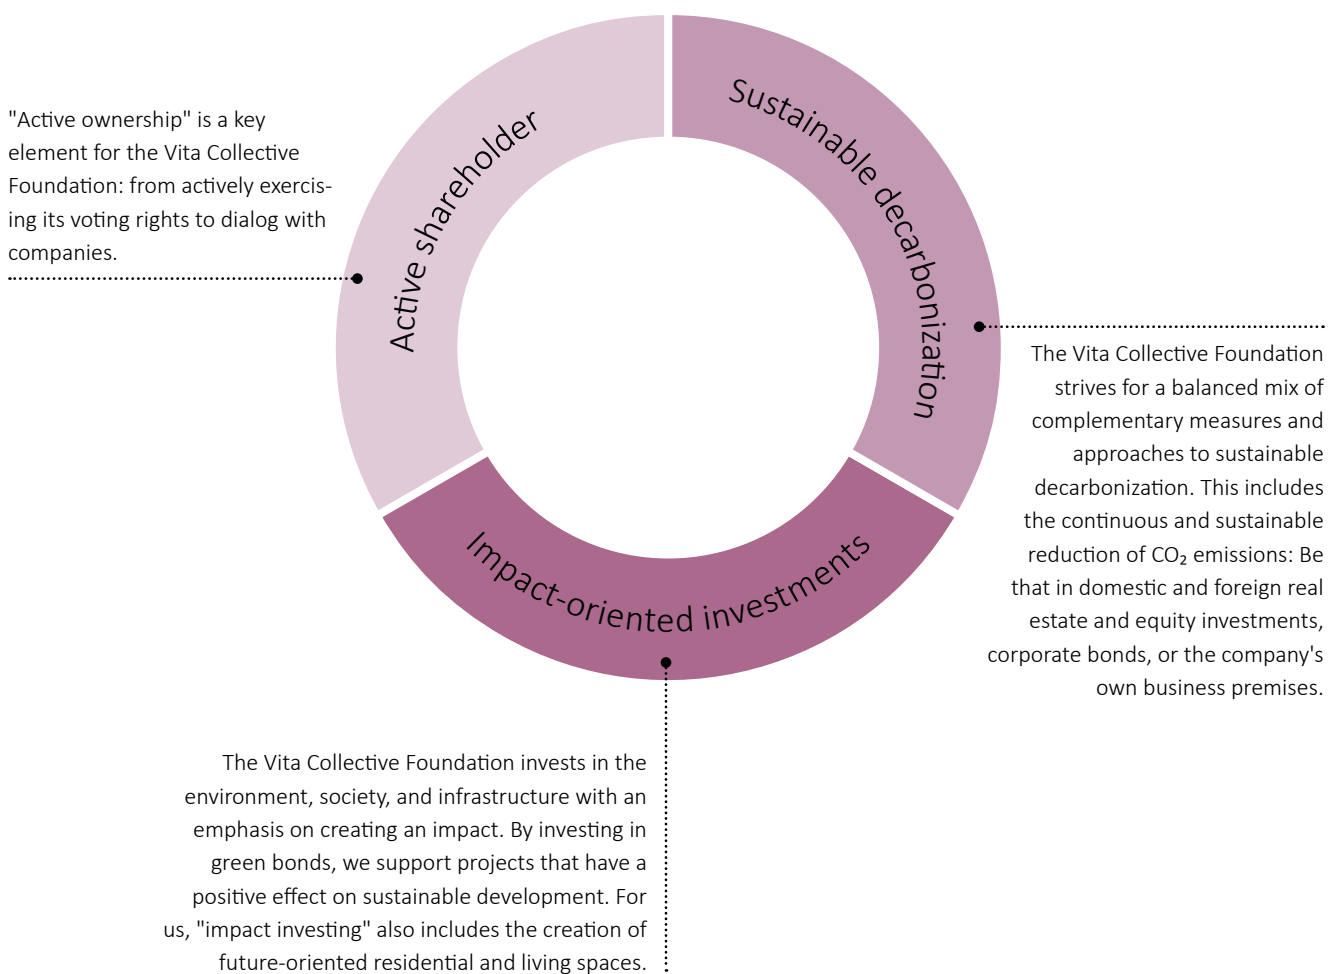 "Active ownership" is a key
element for the Vita Collective
Foundation: from actively exercis-
ing its voting rights to dialog with
companies.
Active shareholder
Sustainable decarbonization
The Vita Collective Foundation
strives for a balanced mix of
complementary measures and
approaches to sustainable
decarbonization. This includes
the continuous and sustainable
reduction of CO₂ emissions: Be
that in domestic and foreign real
estate and equity investments,
corporate bonds, or the company's
own business premises.
Impact-oriented investments
The Vita Collective Foundation invests in the
environment, society, and infrastructure with an
emphasis on creating an impact. By investing in
green bonds, we support projects that have a
positive effect on sustainable development. For
us, "impact investing" also includes the creation of
future-oriented residential and living spaces.